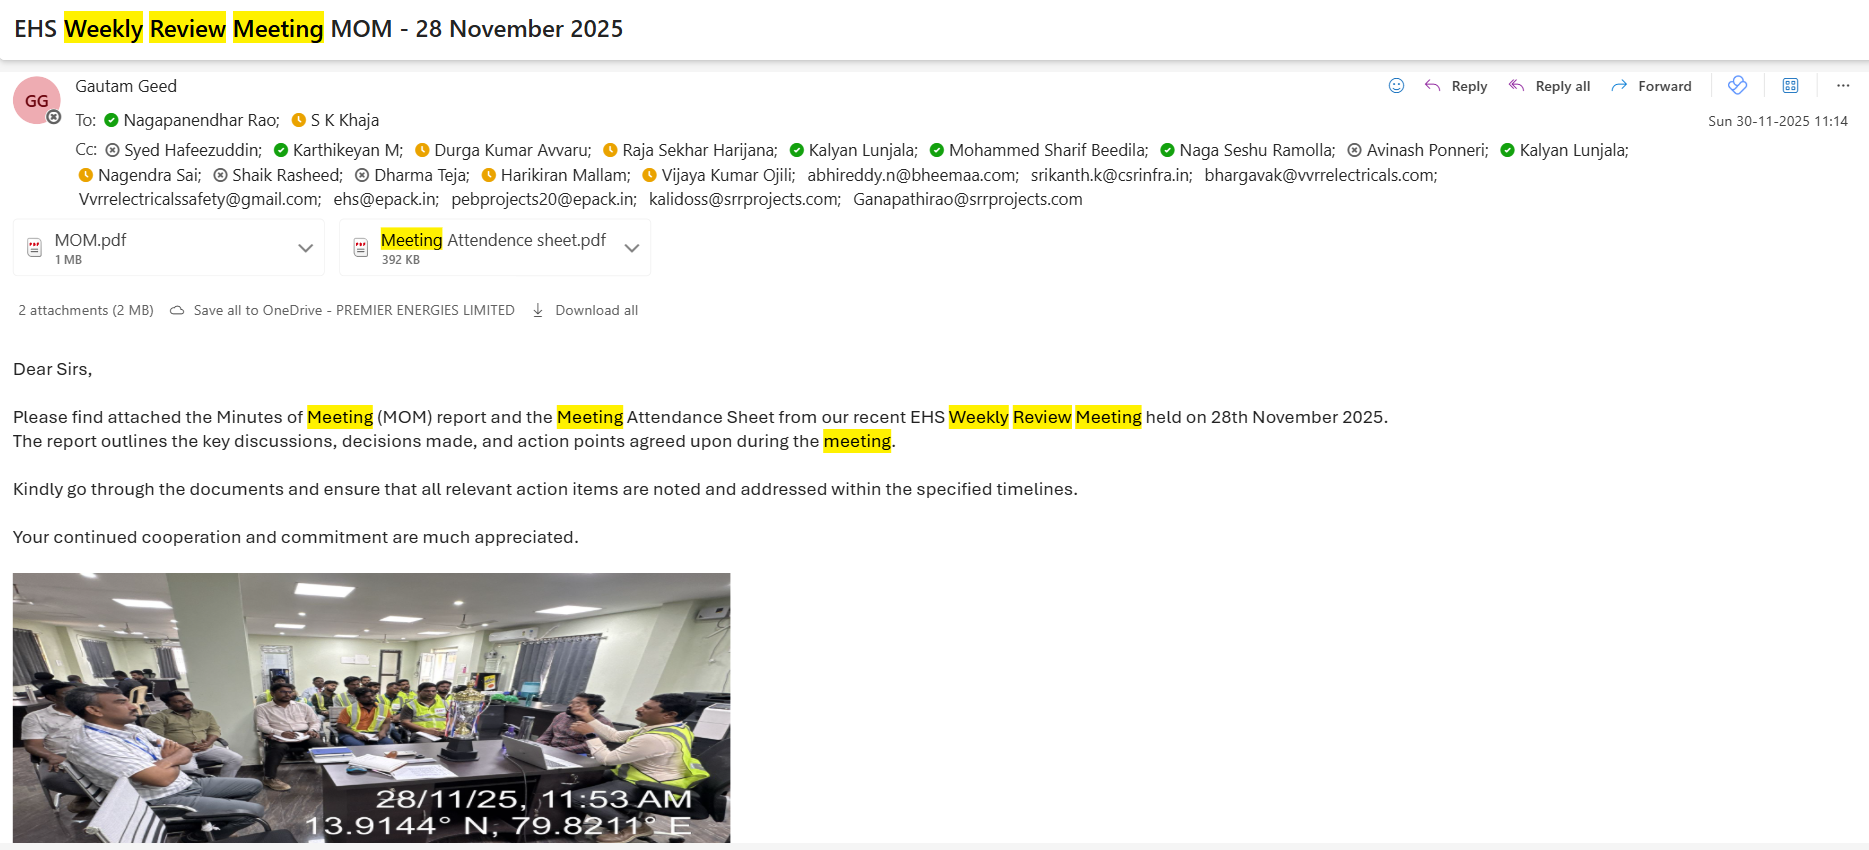 EHS Weekly Review Meeting MOM - 28 November 2025
GG
Gautam Geed
Reply
Reply all
Forward
To: Nagapanendhar Rao; S K Khaja
Sun 30-11-2025 11:14
Cc: Syed Hafeezuddin; Karthikeyan M; Durga Kumar Avvaru; Raja Sekhar Harijana; Kalyan Lunjala; Mohammed Sharif Beedila; Naga Seshu Ramolla; Avinash Ponneri; Kalyan Lunjala;
Nagendra Sai; Shaik Rasheed; Dharma Teja; Harikiran Mallam; Vijaya Kumar Ojili; abhireddy.n@bheemaa.com; srikanth.k@csrinfra.in; bhargavak@vvrrelectricals.com;
Vvrrelectricalssafety@gmail.com; ehs@epack.in; pebprojects20@epack.in; kalidoss@srrprojects.com; Ganapathirao@srrprojects.com
MOM.pdf
1 MB
Meeting Attendence sheet.pdf
392 KB
2 attachments (2 MB) Save all to OneDrive - PREMIER ENERGIES LIMITED Download all
Dear Sirs,
Please find attached the Minutes of Meeting (MOM) report and the Meeting Attendance Sheet from our recent EHS Weekly Review Meeting held on 28th November 2025.
The report outlines the key discussions, decisions made, and action points agreed upon during the meeting.
Kindly go through the documents and ensure that all relevant action items are noted and addressed within the specified timelines.
Your continued cooperation and commitment are much appreciated.
28/11/25, 11:53 AM
13.9144° N, 79.8211° E